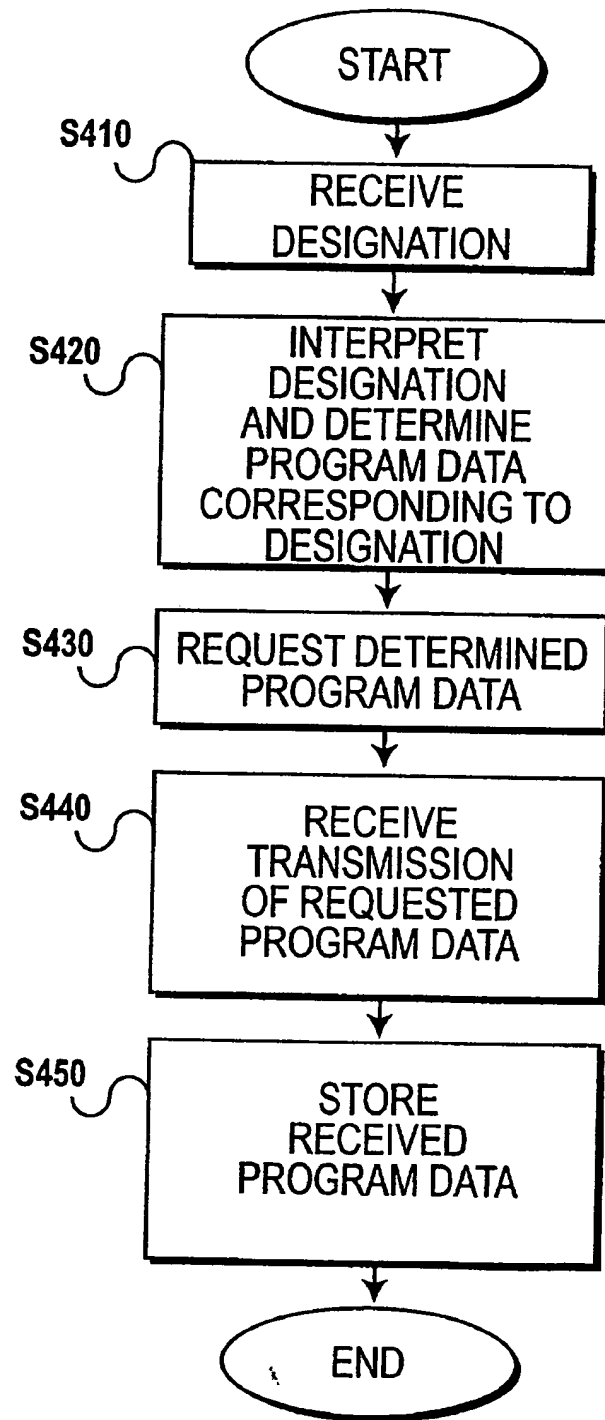 START
S410
RECEIVE
DESIGNATION
S420
INTERPRET
DESIGNATION
AND DETERMINE
PROGRAM DATA
CORRESPONDING TO
DESIGNATION
S430
REQUEST DETERMINED
PROGRAM DATA
S440
RECEIVE
TRANSMISSION
OF REQUESTED
PROGRAM DATA
S450
STORE
RECEIVED
PROGRAM DATA
END